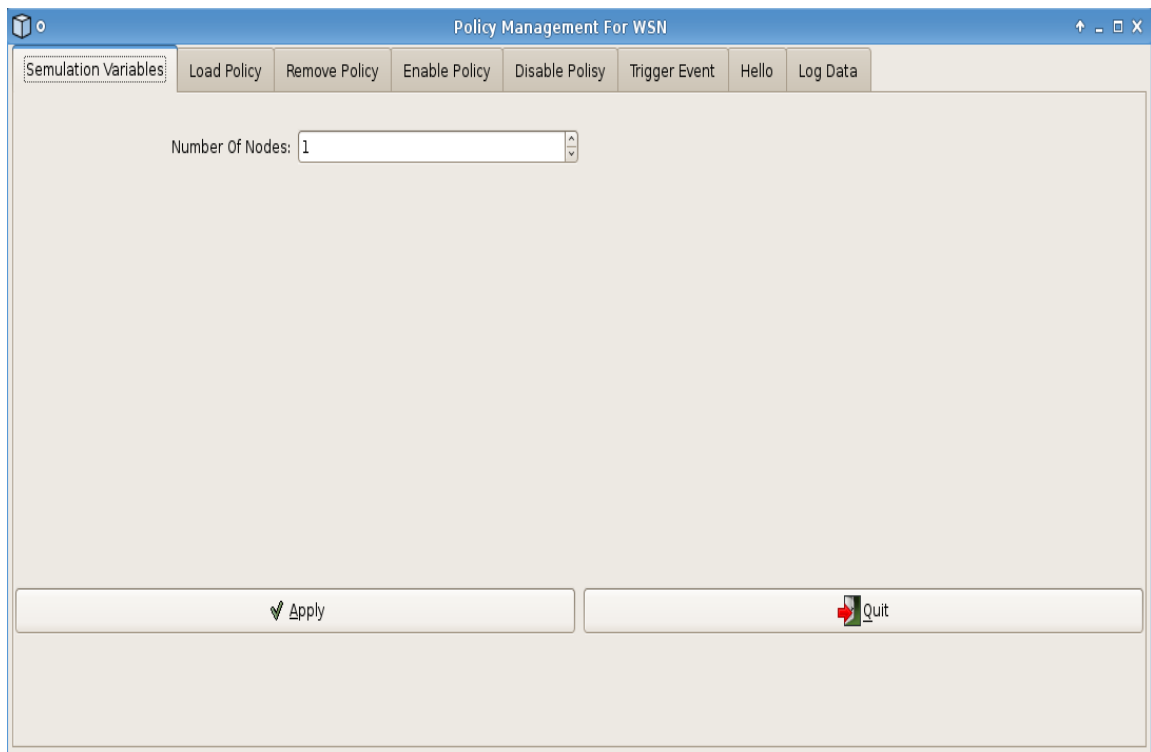 Policy Management For WSN
Semulation Variables Load Policy Remove Policy Enable Policy Disable Polisy Trigger Event Hello Log Data
Number Of Nodes: 1
Apply Quit